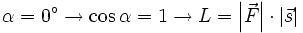 α = 0° → cos α = 1 → L = |F⃗| · |s⃗|